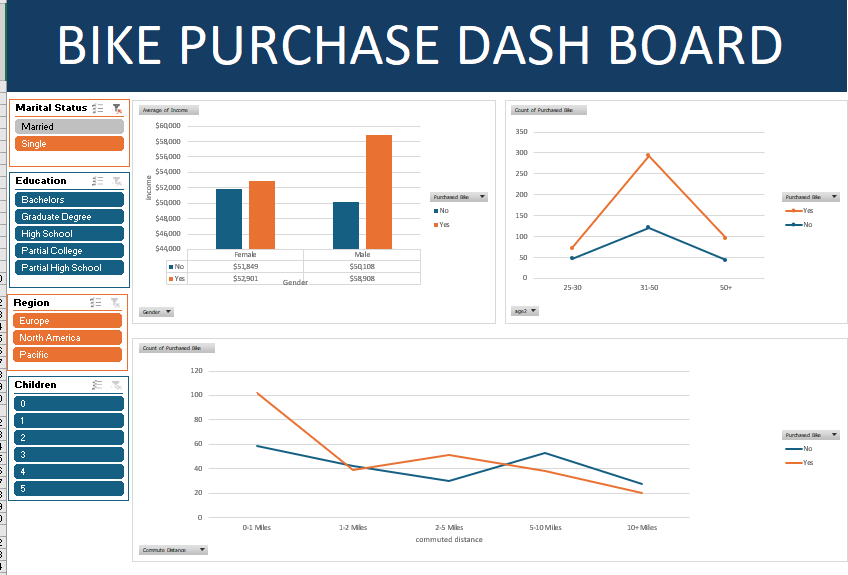 BIKE PURCHASE DASH BOARD
Marital Status
Married
Single
Education
Bachelors
Graduate Degree
High School
Partial College
Partial High School
Region
Europe
North America
Pacific
Children
0
1
2
3
4
5
Average of Income
$60,000
$58,000
$56,000
$54,000
$52,000
$50,000
$48,000
$46,000
$44,000
Income
Female Male
No $51,849 $50,108
Yes $52,901 $58,908
Gender
Purchased Bike
No
Yes
Gender
Count of Purchased Bike
350
300
250
200
150
100
50
0
25-30 31-50 50+
Purchased Bike
Yes
No
age2
Count of Purchased Bike
120
100
80
60
40
20
0
0-1 Miles 1-2 Miles 2-5 Miles 5-10 Miles 10+ Miles
commuted distance
Purchased Bike
No
Yes
Commute Distance